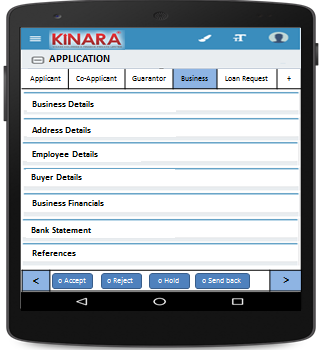 KINARA
APPLICATION
Applicant Co-Applicant Guarantor Business Loan Request +
Business Details
Address Details
Employee Details
Buyer Details
Business Financials
Bank Statement
References
< o Accept o Reject o Hold o Send back >